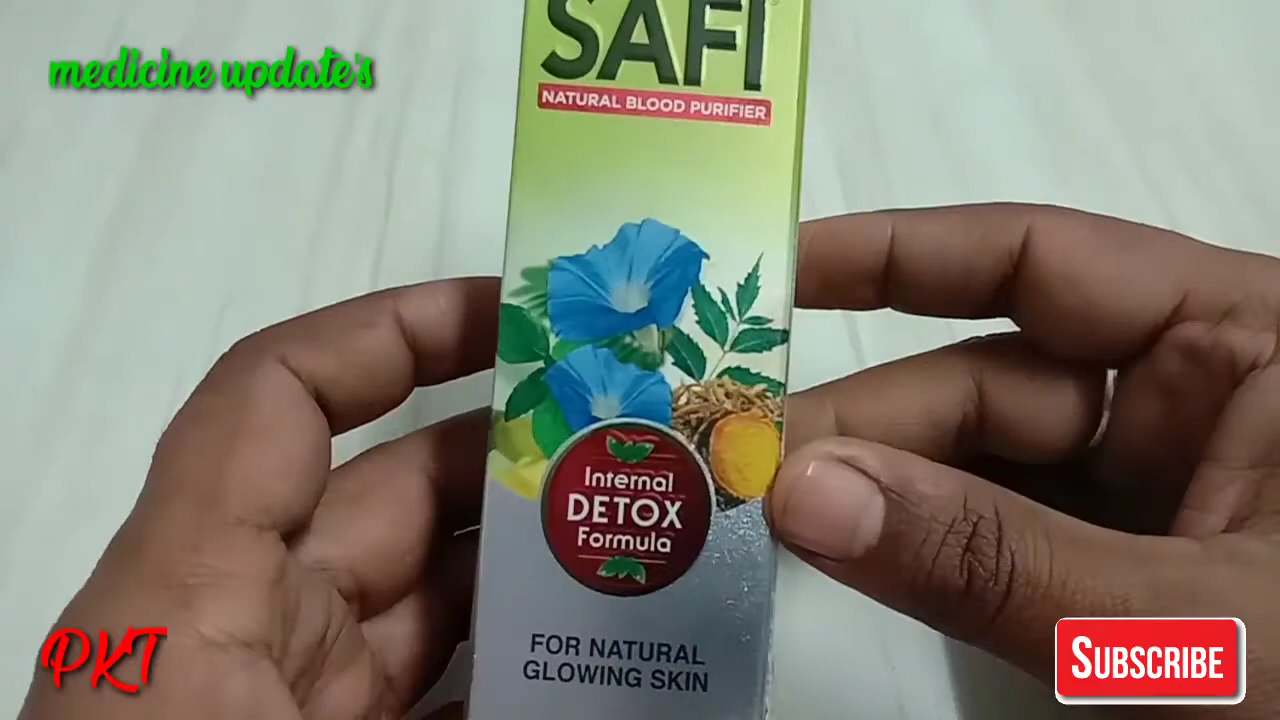 medicine update's
SAFI
NATURAL BLOOD PURIFIER
Internal
DETOX
Formula
FOR NATURAL
GLOWING SKIN
PKT
SUBSCRIBE